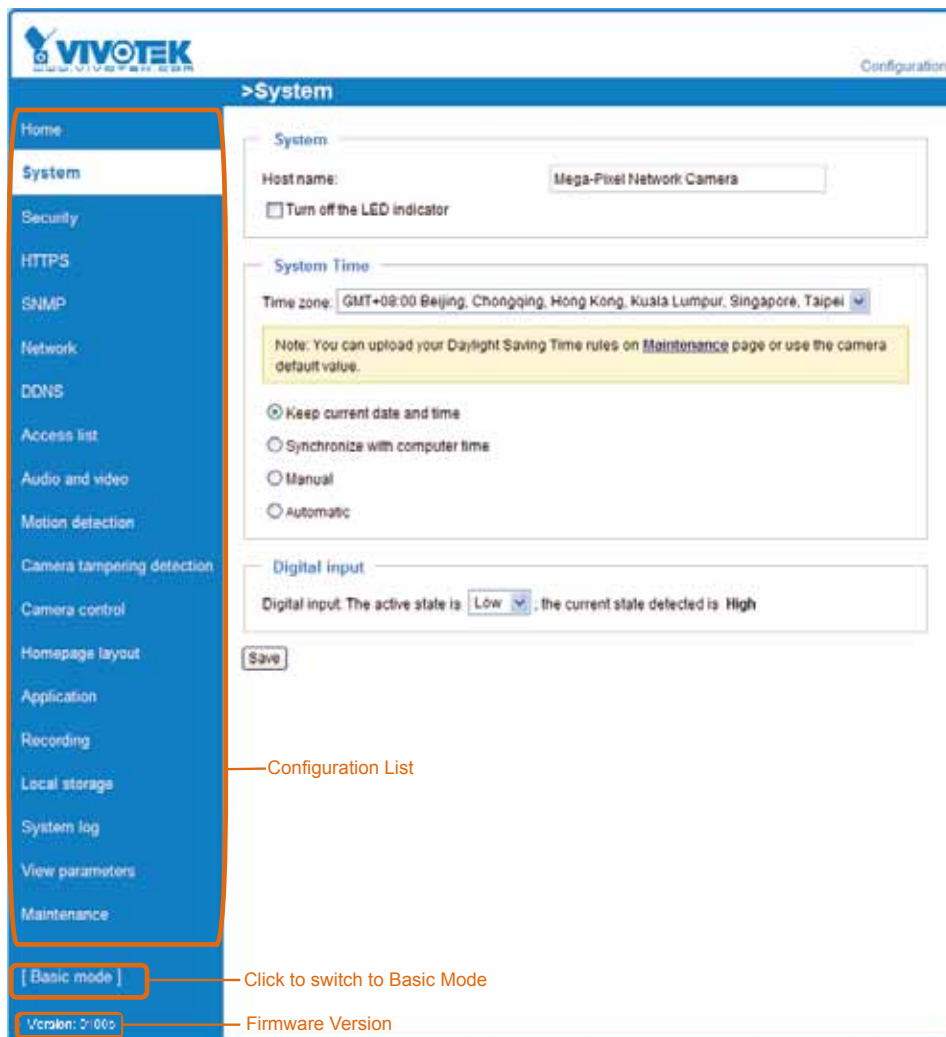 VIVOTEK
www.vivotek.com
Configuration
>System
Home
System
Security
HTTPS
SNMP
Network
DDNS
Access list
Audio and video
Motion detection
Camera tampering detection
Camera control
Homepage layout
Application
Recording
Local storage
System log
View parameters
Maintenance
[ Basic mode ]
Version:
System
Host name: Mega-Pixel Network Camera
Turn off the LED indicator
System Time
Time zone: GMT+08:00 Beijing, Chongqing, Hong Kong, Kuala Lumpur, Singapore, Taipei
Note: You can upload your Daylight Saving Time rules on Maintenance page or use the camera
default value.
Keep current date and time
Synchronize with computer time
Manual
Automatic
Digital input
Digital input: The active state is Low ; the current state detected is High
Save
Configuration List
Click to switch to Basic Mode
Firmware Version